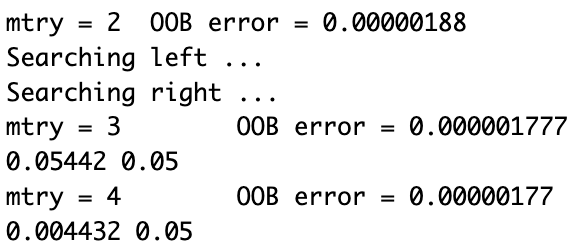 mtry = 2  OOB error = 0.00000188
Searching left ...
Searching right ...
mtry = 3        OOB error = 0.000001777
0.05442 0.05
mtry = 4        OOB error = 0.00000177
0.004432 0.05